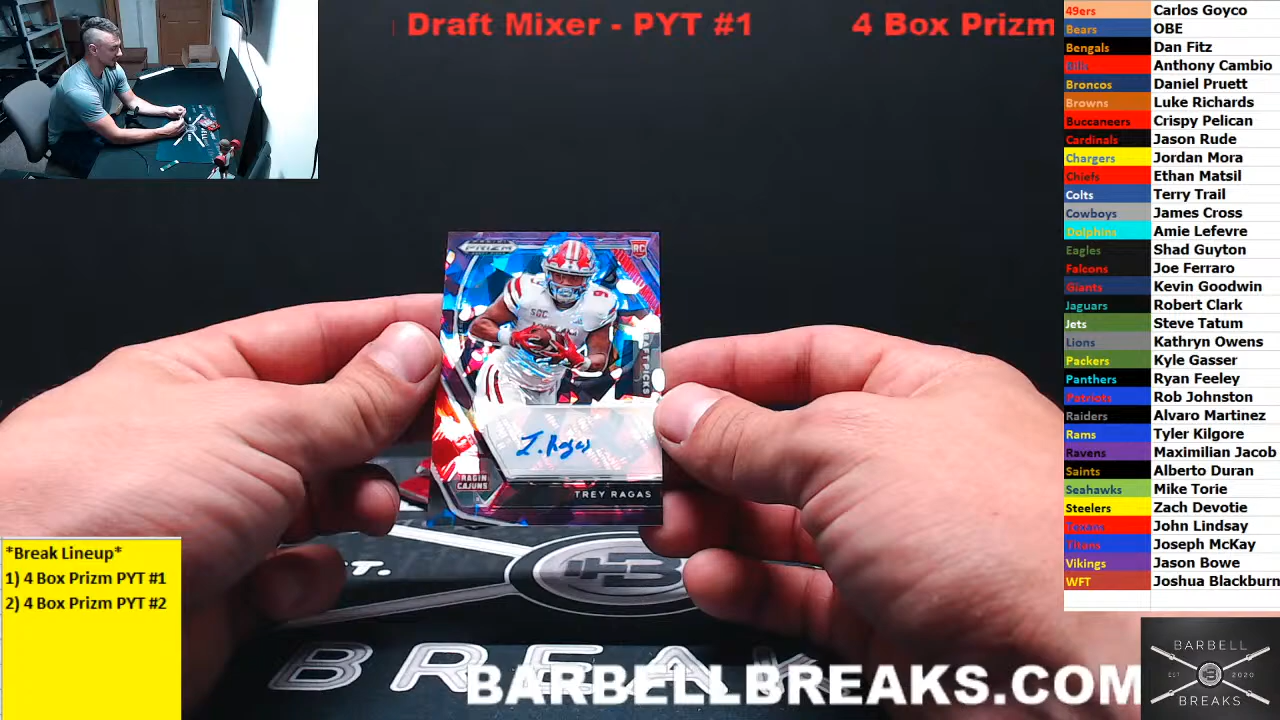 Draft Mixer - PYT #1 4 Box Prizm
49ers Carlos Goyco
Bears OBE
Bengals Dan Fitz
Bills Anthony Cambio
Broncos Daniel Pruett
Browns Luke Richards
Buccaneers Crispy Pelican
Cardinals Jason Rude
Chargers Jordan Mora
Chiefs Ethan Matsil
Colts Terry Trail
Cowboys James Cross
Dolphins Amie Lefevre
Eagles Shad Guyton
Falcons Joe Ferraro
Giants Kevin Goodwin
Jaguars Robert Clark
Jets Steve Tatum
Lions Kathryn Owens
Packers Kyle Gasser
Panthers Ryan Feeley
Patriots Rob Johnston
Raiders Alvaro Martinez
Rams Tyler Kilgore
Ravens Maximilian Jacob
Saints Alberto Duran
Seahawks Mike Torie
Steelers Zach Devotie
Texans John Lindsay
Titans Joseph McKay
Vikings Jason Bowe
WFT Joshua Blackburn
PRIZM
RC
T. Ragas
RAGIN
CAJUNS
TREY RAGAS
*Break Lineup*
1) 4 Box Prizm PYT #1
2) 4 Box Prizm PYT #2
EST.
BREAK
BARBELLBREAKS.COM
BARBELL
EST 2020
BREAKS